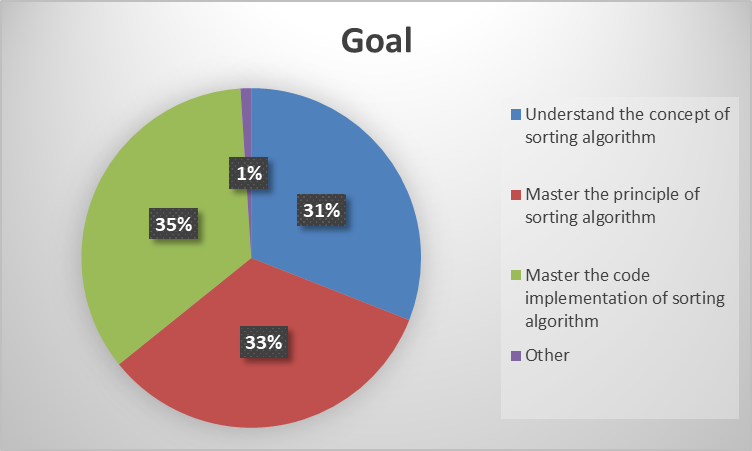 Goal
1%
31%
35%
33%
Understand the concept of
sorting algorithm
Master the principle of
sorting algorithm
Master the code
implementation of sorting
algorithm
Other